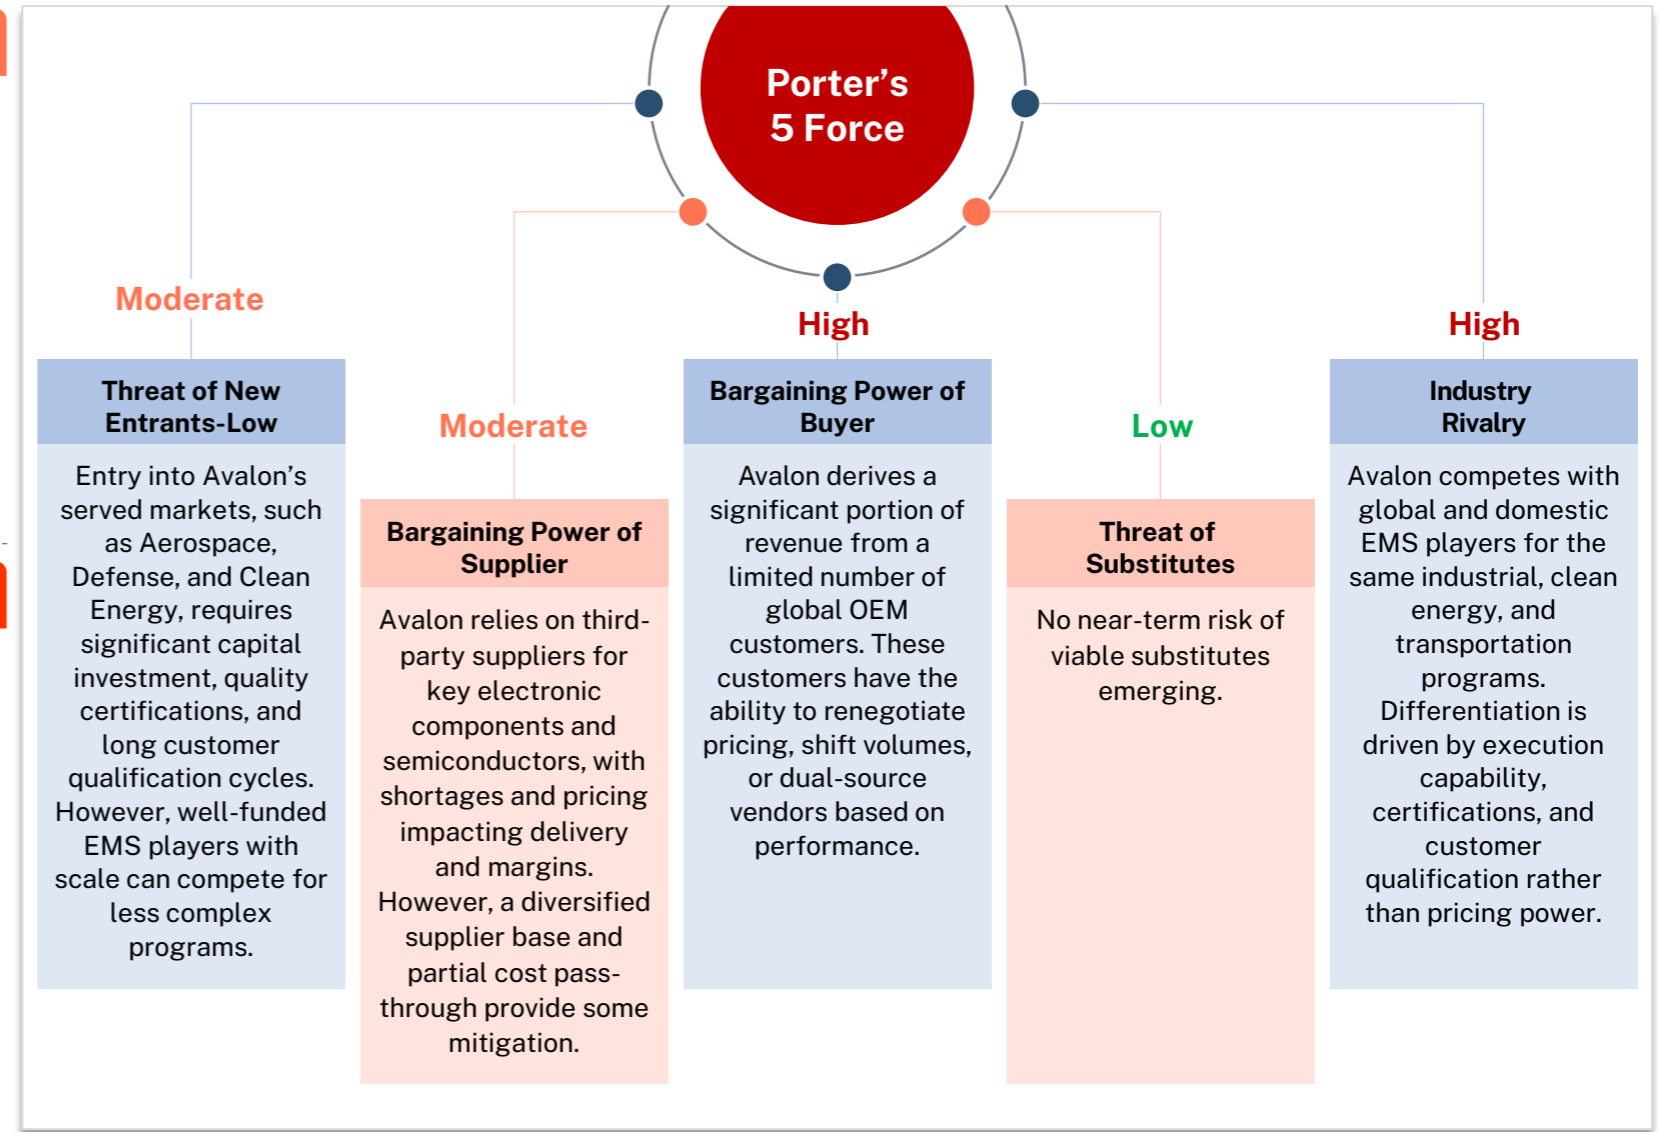 Porter’s
5 Force
Moderate
Threat of New
Entrants-Low
Entry into Avalon’s
served markets, such
as Aerospace,
Defense, and Clean
Energy, requires
significant capital
investment, quality
certifications, and
long customer
qualification cycles.
However, well-funded
EMS players with
scale can compete for
less complex
programs.
Moderate
Bargaining Power of
Supplier
Avalon relies on third-
party suppliers for
key electronic
components and
semiconductors, with
shortages and pricing
impacting delivery
and margins.
However, a diversified
supplier base and
partial cost pass-
through provide some
mitigation.
High
Bargaining Power of
Buyer
Avalon derives a
significant portion of
revenue from a
limited number of
global OEM
customers. These
customers have the
ability to renegotiate
pricing, shift volumes,
or dual-source
vendors based on
performance.
Low
Threat of
Substitutes
No near-term risk of
viable substitutes
emerging.
High
Industry
Rivalry
Avalon competes with
global and domestic
EMS players for the
same industrial, clean
energy, and
transportation
programs.
Differentiation is
driven by execution
capability,
certifications, and
customer
qualification rather
than pricing power.